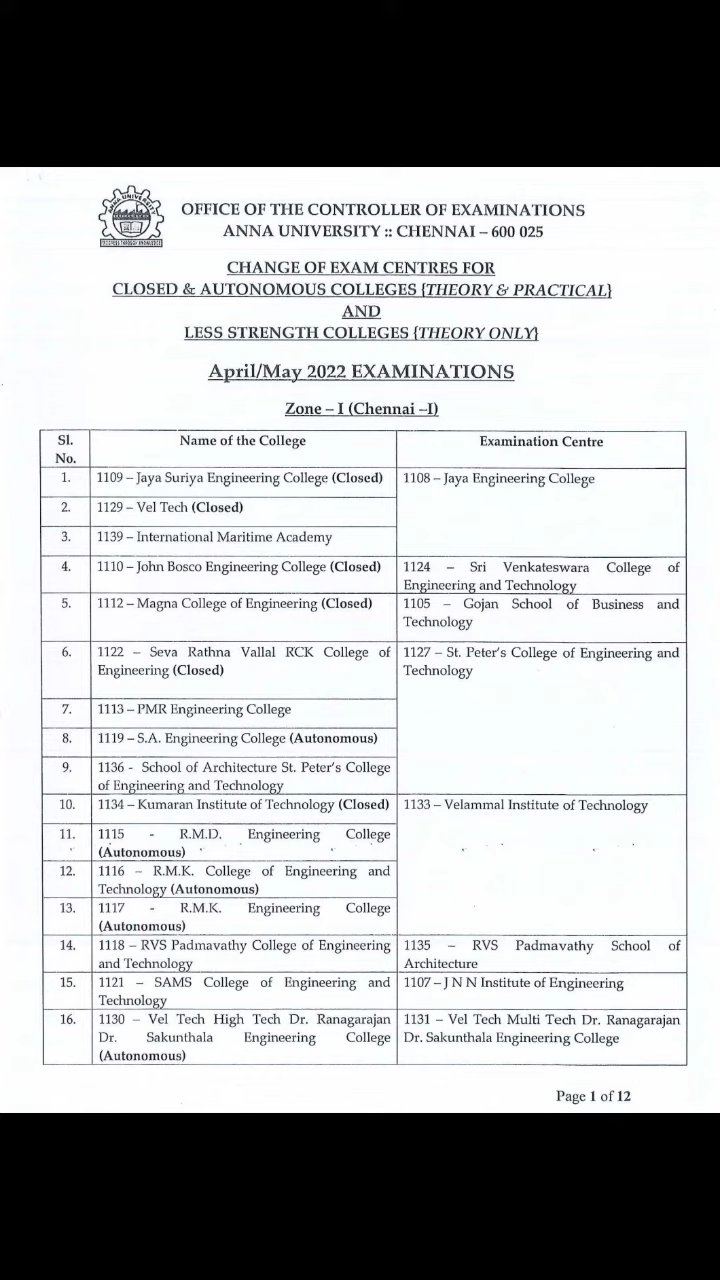 ANNA UNIVERSITY
PROGRESS THROUGH KNOWLEDGE
OFFICE OF THE CONTROLLER OF EXAMINATIONS
ANNA UNIVERSITY :: CHENNAI – 600 025
CHANGE OF EXAM CENTRES FOR
CLOSED & AUTONOMOUS COLLEGES {THEORY & PRACTICAL}
AND
LESS STRENGTH COLLEGES {THEORY ONLY}
April/May 2022 EXAMINATIONS
Zone – I (Chennai –I)
Sl. No. Name of the College Examination Centre
1. 1109 – Jaya Suriya Engineering College (Closed) 1108 – Jaya Engineering College
2. 1129 – Vel Tech (Closed)
3. 1139 – International Maritime Academy
4. 1110 – John Bosco Engineering College (Closed) 1124 – Sri Venkateswara College of
Engineering and Technology
5. 1112 – Magna College of Engineering (Closed) 1105 – Gojan School of Business and
Technology
6. 1122 – Seva Rathna Vallal RCK College of 1127 – St. Peter's College of Engineering and
Engineering (Closed) Technology
7. 1113 – PMR Engineering College
8. 1119 – S.A. Engineering College (Autonomous)
9. 1136 - School of Architecture St. Peter's College
of Engineering and Technology
10. 1134 – Kumaran Institute of Technology (Closed) 1133 – Velammal Institute of Technology
11. 1115 - R.M.D. Engineering College
(Autonomous)
12. 1116 – R.M.K. College of Engineering and
Technology (Autonomous)
13. 1117 - R.M.K. Engineering College
(Autonomous)
14. 1118 – RVS Padmavathy College of Engineering 1135 – RVS Padmavathy School of
and Technology Architecture
15. 1121 – SAMS College of Engineering and 1107 – J N N Institute of Engineering
Technology
16. 1130 – Vel Tech High Tech Dr. Ranagarajan 1131 – Vel Tech Multi Tech Dr. Ranagarajan
Dr. Sakunthala Engineering College Dr. Sakunthala Engineering College
(Autonomous)
Page 1 of 12